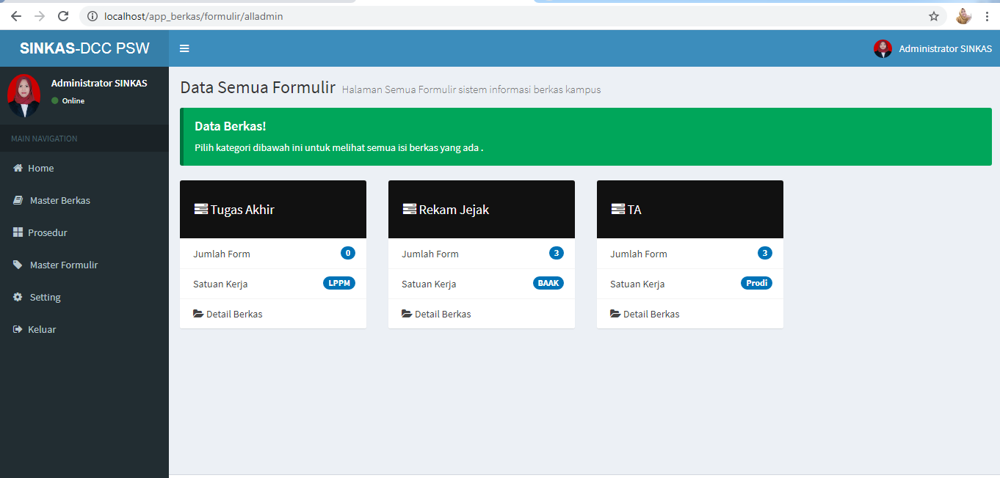 localhost/app_berkas/formulir/alladmin
SINKAS-DCC PSW
Administrator SINKAS
Administrator SINKAS
Online
MAIN NAVIGATION
Home
Master Berkas
Prosedur
Master Formulir
Setting
Keluar
Data Semua Formulir Halaman Semua Formulir sistem informasi berkas kampus
Data Berkas!
Pilih kategori dibawah ini untuk melihat semua isi berkas yang ada .
Tugas Akhir
Jumlah Form 0
Satuan Kerja LPPM
Detail Berkas
Rekam Jejak
Jumlah Form 3
Satuan Kerja BAAK
Detail Berkas
TA
Jumlah Form 3
Satuan Kerja Prodi
Detail Berkas